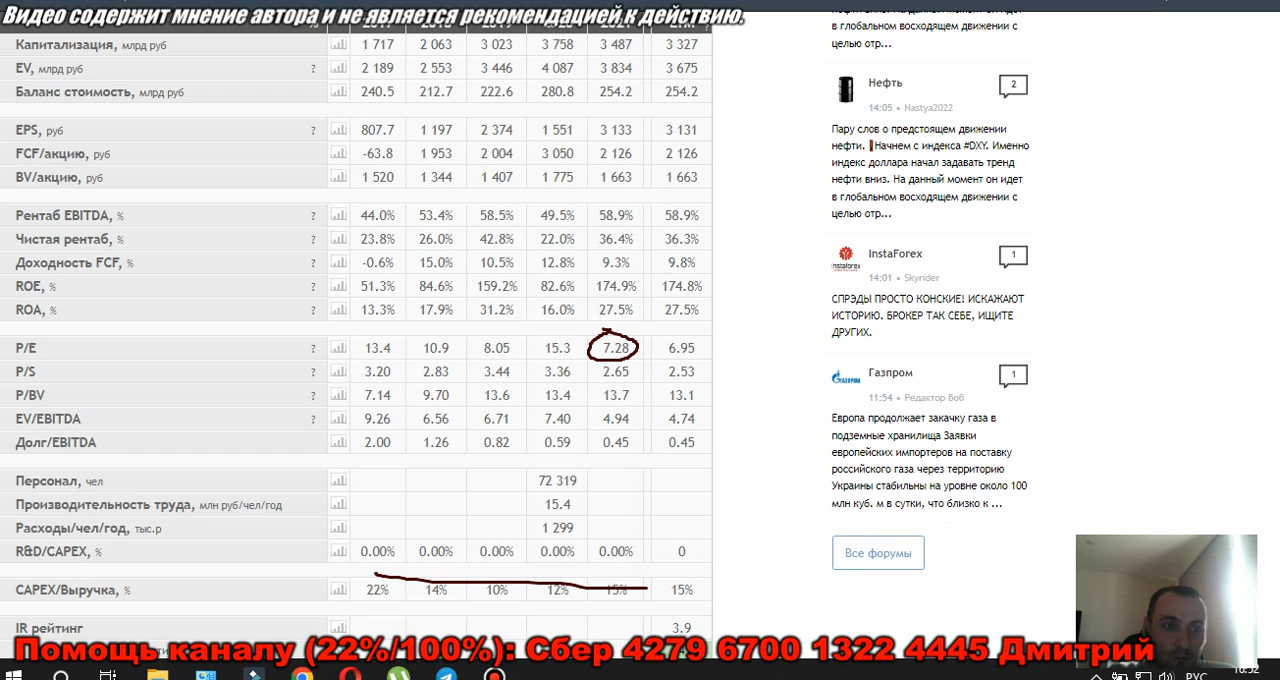 Видео содержит мнение автора и не является рекомендацией к действию.
Капитализация, млрд руб 1 717 2 063 3 023 3 758 3 487 3 327
EV, млрд руб ? 2 189 2 553 3 446 4 087 3 834 3 675
Баланс стоимость, млрд руб 240.5 212.7 222.6 280.8 254.2 254.2
EPS, руб ? 807.7 1 197 2 374 1 551 3 133 3 131
FCF/акцию, руб -63.8 1 953 2 004 3 050 2 126 2 126
BV/акцию, руб 1 520 1 344 1 407 1 775 1 663 1 663
Рентаб EBITDA, % ? 44.0% 53.4% 58.5% 49.5% 58.9% 58.9%
Чистая рентаб, % ? 23.8% 26.0% 42.8% 22.0% 36.4% 36.3%
Доходность FCF, % ? -0.6% 15.0% 10.5% 12.8% 9.3% 9.8%
ROE, % ? 51.3% 84.6% 159.2% 82.6% 174.9% 174.8%
ROA, % ? 13.3% 17.9% 31.2% 16.0% 27.5% 27.5%
P/E ? 13.4 10.9 8.05 15.3 7.28 6.95
P/S ? 3.20 2.83 3.44 3.36 2.65 2.53
P/BV ? 7.14 9.70 13.6 13.4 13.7 13.1
EV/EBITDA ? 9.26 6.56 6.71 7.40 4.94 4.74
Долг/EBITDA 2.00 1.26 0.82 0.59 0.45 0.45
Персонал, чел 72 319
Производительность труда, млн руб/чел/год 15.4
Расходы/чел/год, тыс.р 1 299
R&D/CAPEX, % 0.00% 0.00% 0.00% 0.00% 0.00% 0
CAPEX/Выручка, % 22% 14% 10% 12% 15% 15%
IR рейтинг 3.9
в глобальном восходящем движении с
целью отр...
Нефть 2
14:05 • Nastya2022
Пару слов о предстоящем движении
нефти. Начнем с индекса #DXY. Именно
индекс доллара начал задавать тренд
нефти вниз. На данный момент он идет
в глобальном восходящем движении с
целью отр...
InstaForex 1
instaforex
14:01 • Skyrider
СПРЭДЫ ПРОСТО КОНСКИЕ! ИСКАЖАЮТ
ИСТОРИЮ. БРОКЕР ТАК СЕБЕ, ИЩИТЕ
ДРУГИХ.
Газпром 1
ГАЗПРОМ
11:54 • Редактор Боб
Европа продолжает закачку газа в
подземные хранилища Заявки
европейских импортеров на поставку
российского газа через территорию
Украины стабильны на уровне около 100
млн куб. м в сутки, что близко к ...
Все форумы
Помощь каналу (22%/100%): Сбер 4279 6700 1322 4445 Дмитрий
РУС